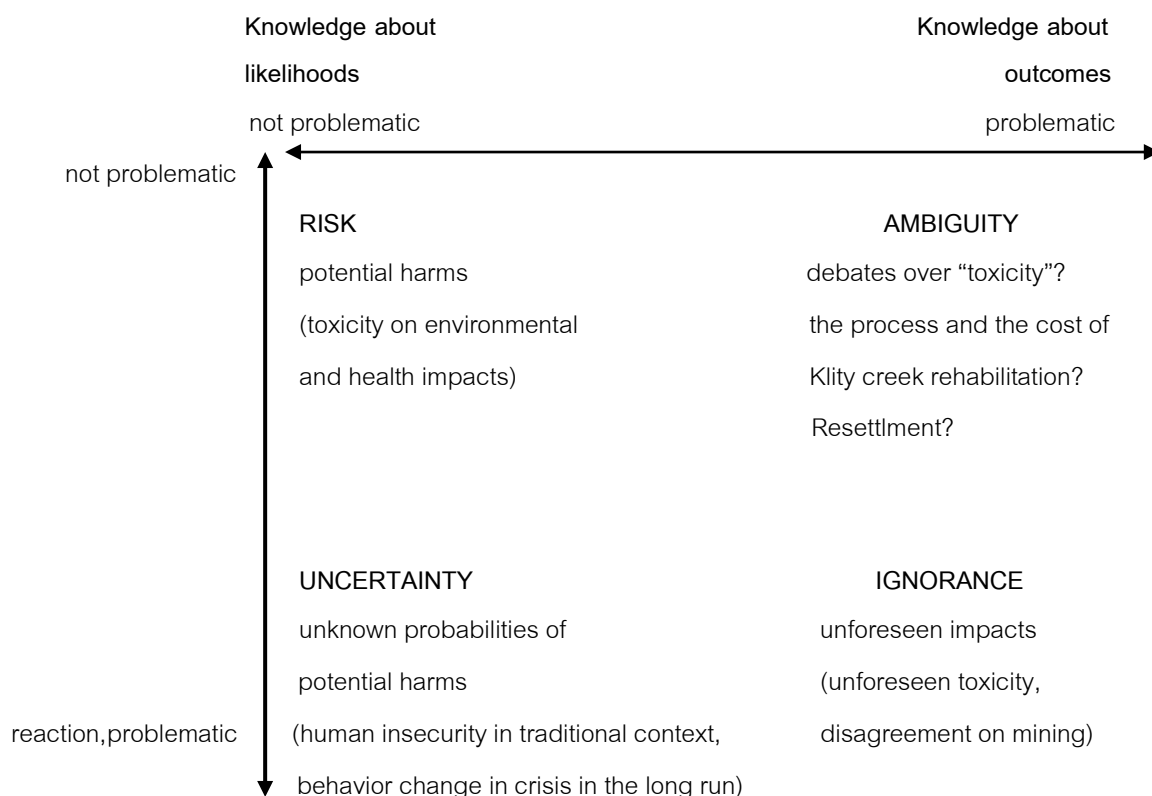 Knowledge about
likelihoods
not problematic
Knowledge about
outcomes
problematic
not problematic
RISK
potential harms
(toxicity on environmental
and health impacts)
AMBIGUITY
debates over “toxicity”?
the process and the cost of
Klity creek rehabilitation?
Resettlment?
UNCERTAINTY
unknown probabilities of
potential harms
(human insecurity in traditional context,
behavior change in crisis in the long run)
IGNORANCE
unforeseen impacts
(unforeseen toxicity,
disagreement on mining)
reaction,problematic